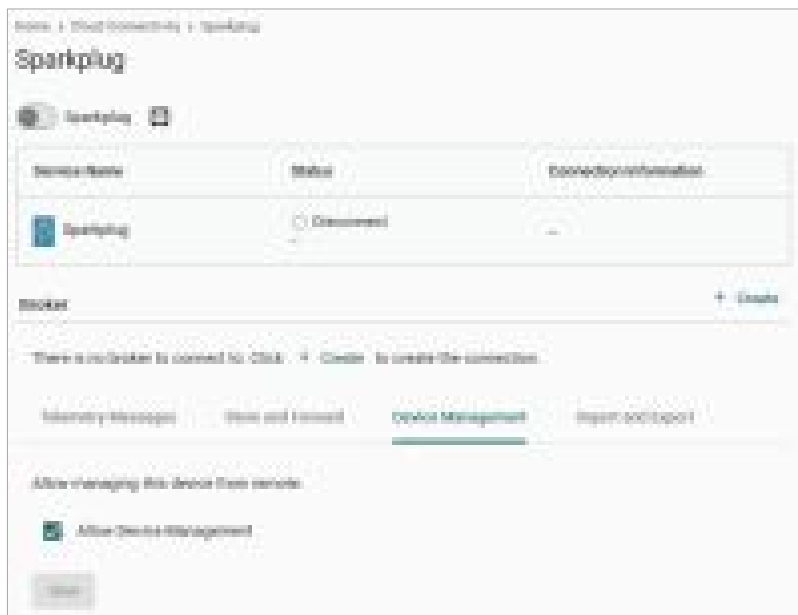 Home > Cloud Connectivity > Sparkplug
Sparkplug
Sparkplug
Service Name Status Connection Information
Sparkplug Disconnect
-
--
Broker + Create
There is no broker to connect to. Click + Create to create the connection.
Telemetry Messages Store and Forward Device Management Import and Export
Allow managing this device from remote.
Allow Device Management
Save